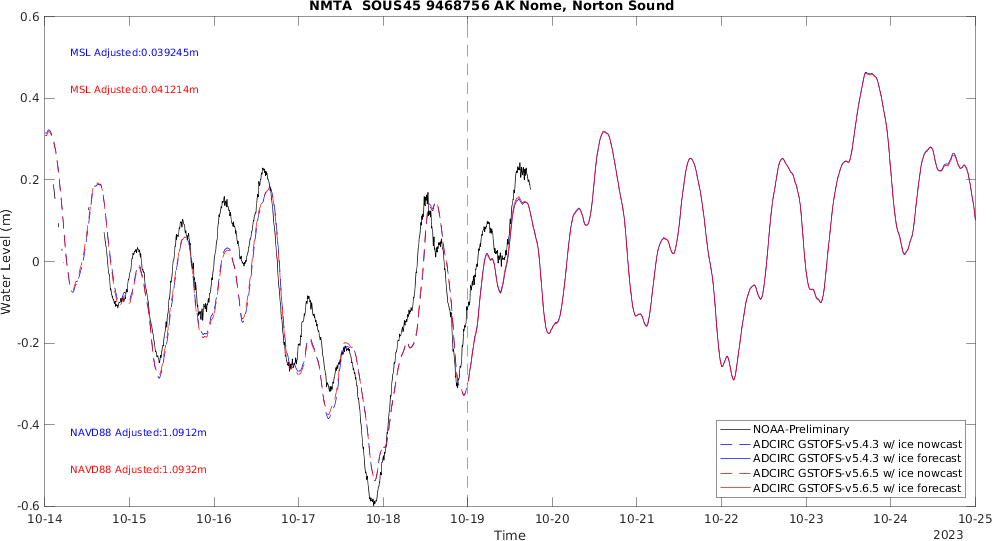 NMTA SOUS45 9468756 AK Nome, Norton Sound
0.6
MSL Adjusted:0.039245m
MSL Adjusted:0.041214m
0.4
0.2
0
-0.2
-0.4
-0.6
Water Level (m)
NAVD88 Adjusted:1.0912m
NAVD88 Adjusted:1.0932m
NOAA-Preliminary
ADCIRC GSTOFS-v5.4.3 w/ ice nowcast
ADCIRC GSTOFS-v5.4.3 w/ ice forecast
ADCIRC GSTOFS-v5.6.5 w/ ice nowcast
ADCIRC GSTOFS-v5.6.5 w/ ice forecast
10-14 10-15 10-16 10-17 10-18 10-19 10-20 10-21 10-22 10-23 10-24 10-25
Time
2023